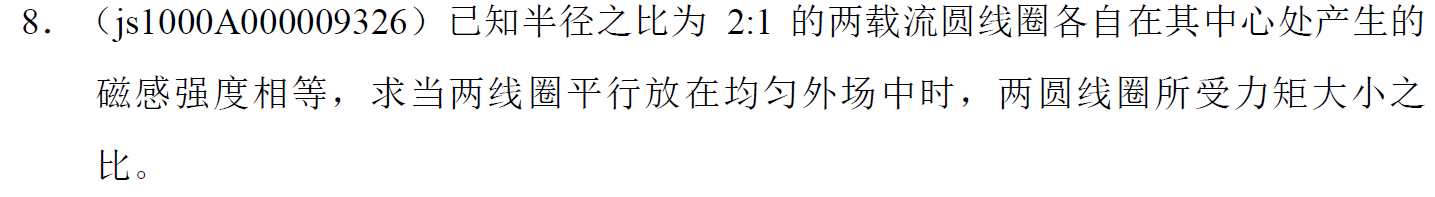 8. （js1000A000009326）已知半径之比为 2:1 的两载流圆线圈各自在其中心处产生的
磁感强度相等，求当两线圈平行放在均匀外场中时，两圆线圈所受力矩大小之
比。